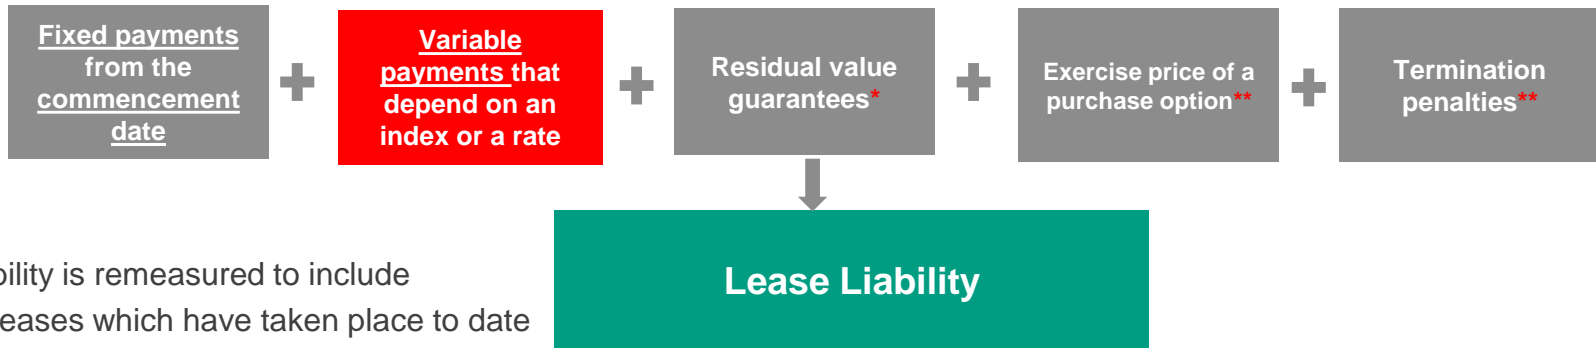 Fixed payments
from the
commencement
date
Variable
payments that
depend on an
index or a rate
Residual value
guarantees*
Exercise price of a
purchase option**
Termination
penalties**
Lease Liability
bility is remeasured to include
eases which have taken place to date